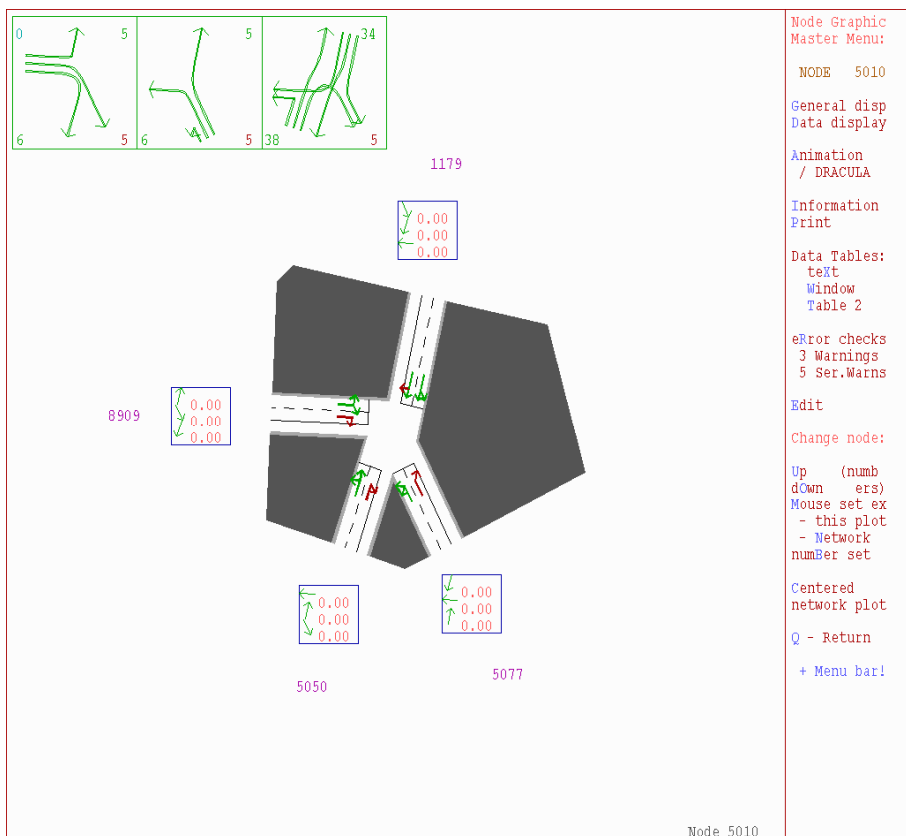 0 5 5 34
6 5 6 5 38 5
1179
0.00
0.00
0.00
8909
0.00
0.00
0.00
0.00
0.00
0.00
0.00
0.00
0.00
5050
5077
Node 5010
Node Graphic
Master Menu:
NODE 5010
General disp
Data display
Animation
/ DRACULA
Information
Print
Data Tables:
teXt
Window
Table 2
eRror checks
3 Warnings
5 Ser.Warns
Edit
Change node:
Up (numb
dOwn ers)
Mouse set ex
- this plot
- Network
numBer set
Centered
network plot
Q - Return
+ Menu bar!